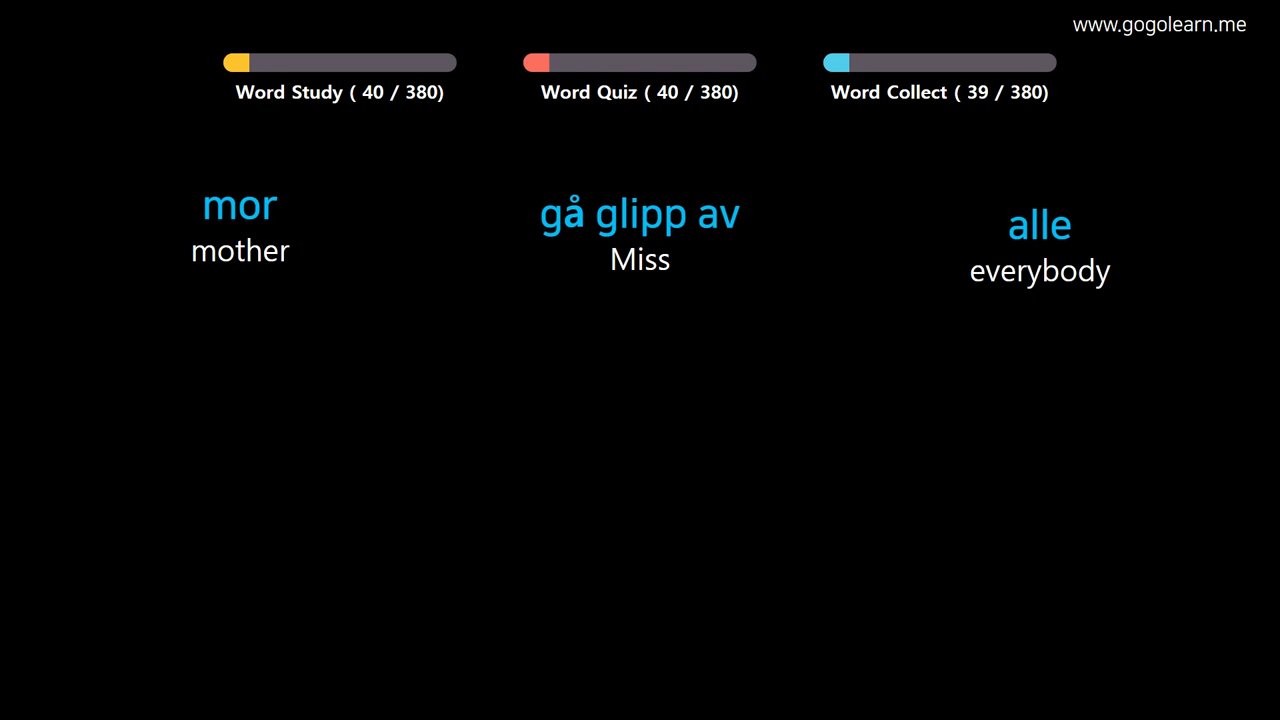 www.gogolearn.me
Word Study ( 40 / 380)
Word Quiz ( 40 / 380)
Word Collect ( 39 / 380)
mor
mother
gå glipp av
Miss
alle
everybody